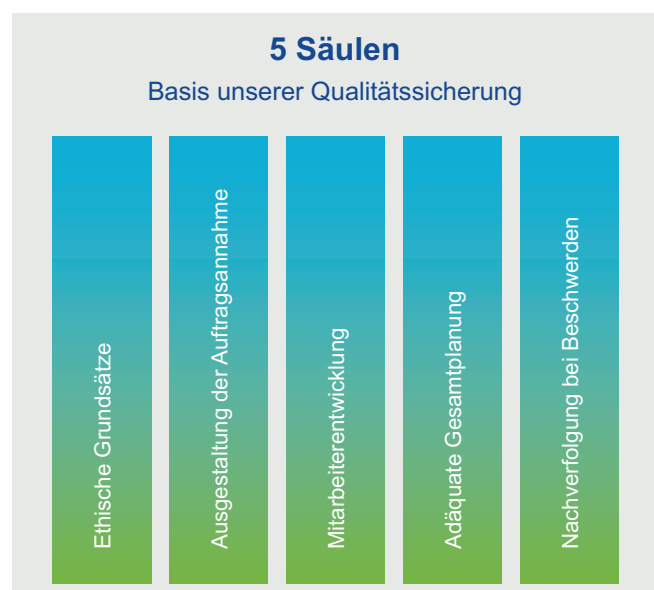 5 Säulen
Basis unserer Qualitätssicherung
Ethische Grundsätze
Ausgestaltung der Auftragsannahme
Mitarbeiterentwicklung
Adäquate Gesamtplanung
Nachverfolgung bei Beschwerden